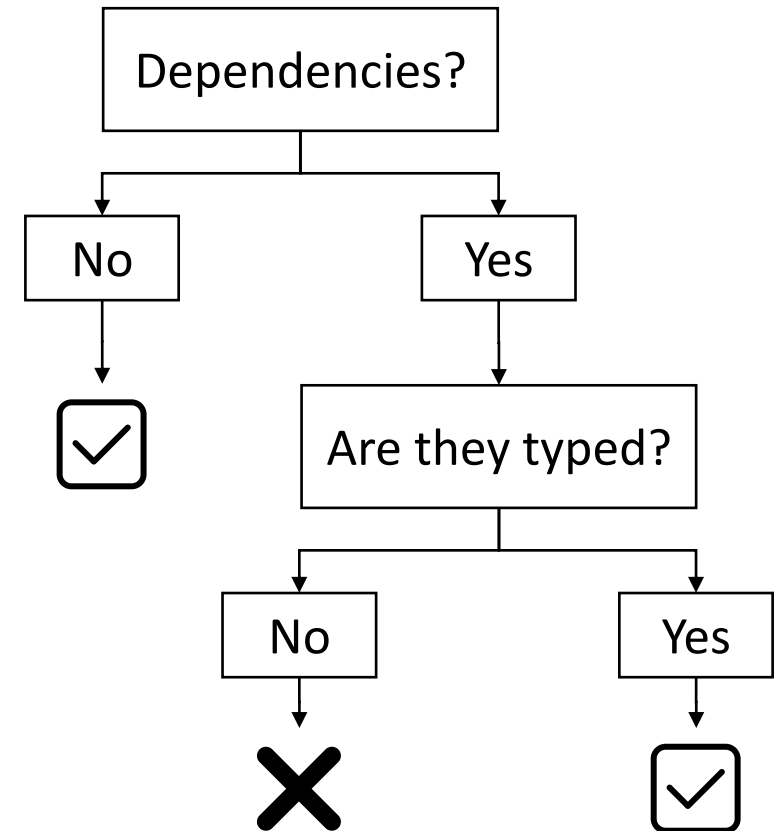 Dependencies?
No
Yes
Are they typed?
No
Yes